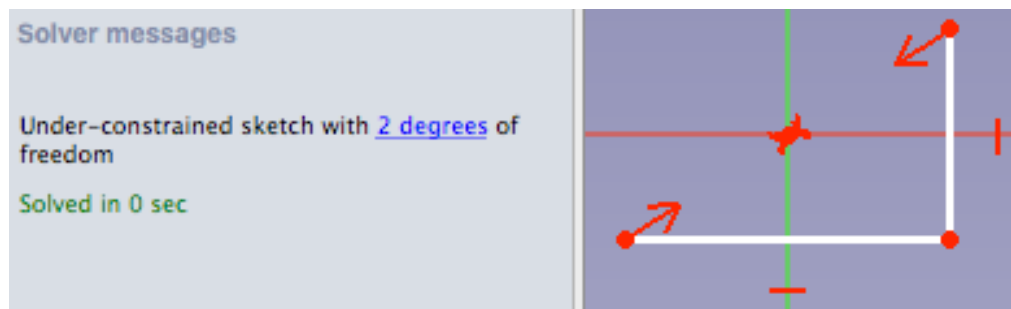 Solver messages
Under-constrained sketch with 2 degrees of
freedom
Solved in 0 sec